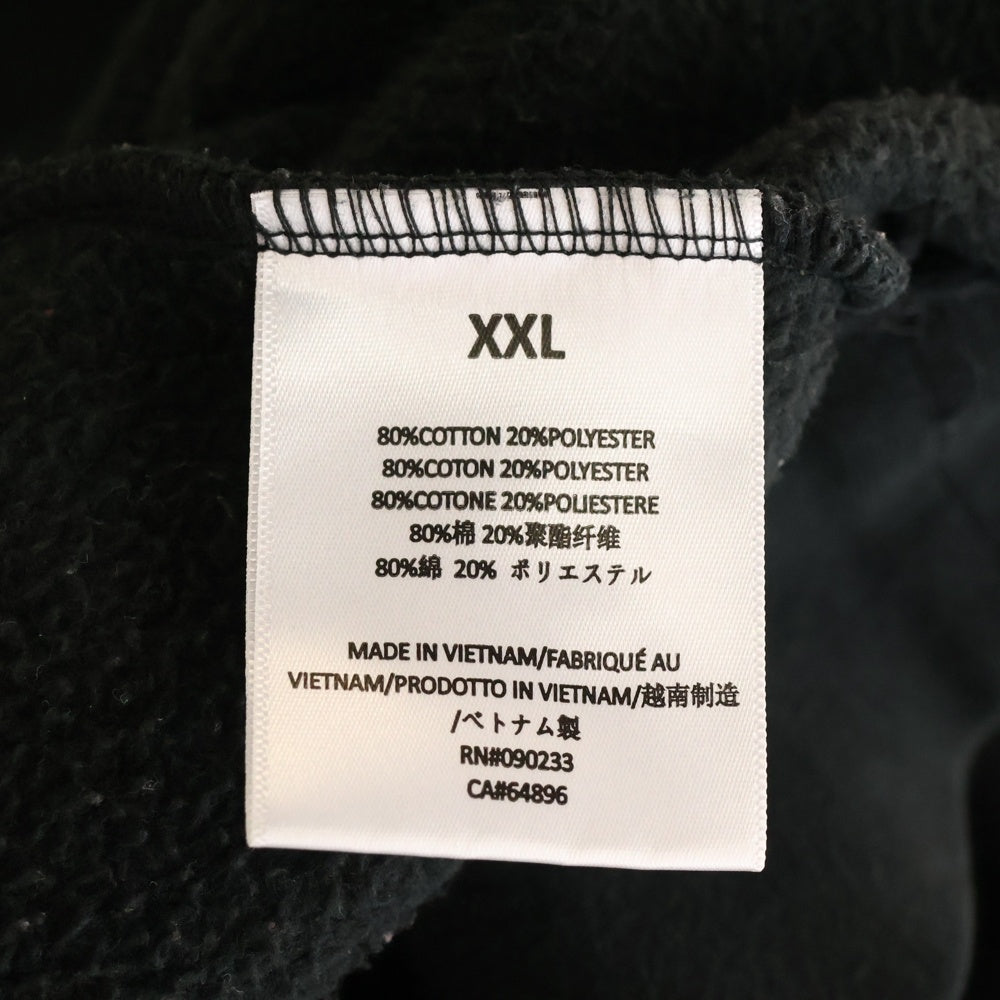 XXL
80%COTTON 20%POLYESTER
80%COTON 20%POLYESTER
80%COTONE 20%POLIESTERE
80%棉 20%聚酯纤维
80%綿 20% ポリエステル
MADE IN VIETNAM/FABRIQUÉ AU
VIETNAM/PRODOTTO IN VIETNAM/越南制造
/ベトナム製
RN#090233
CA#64896